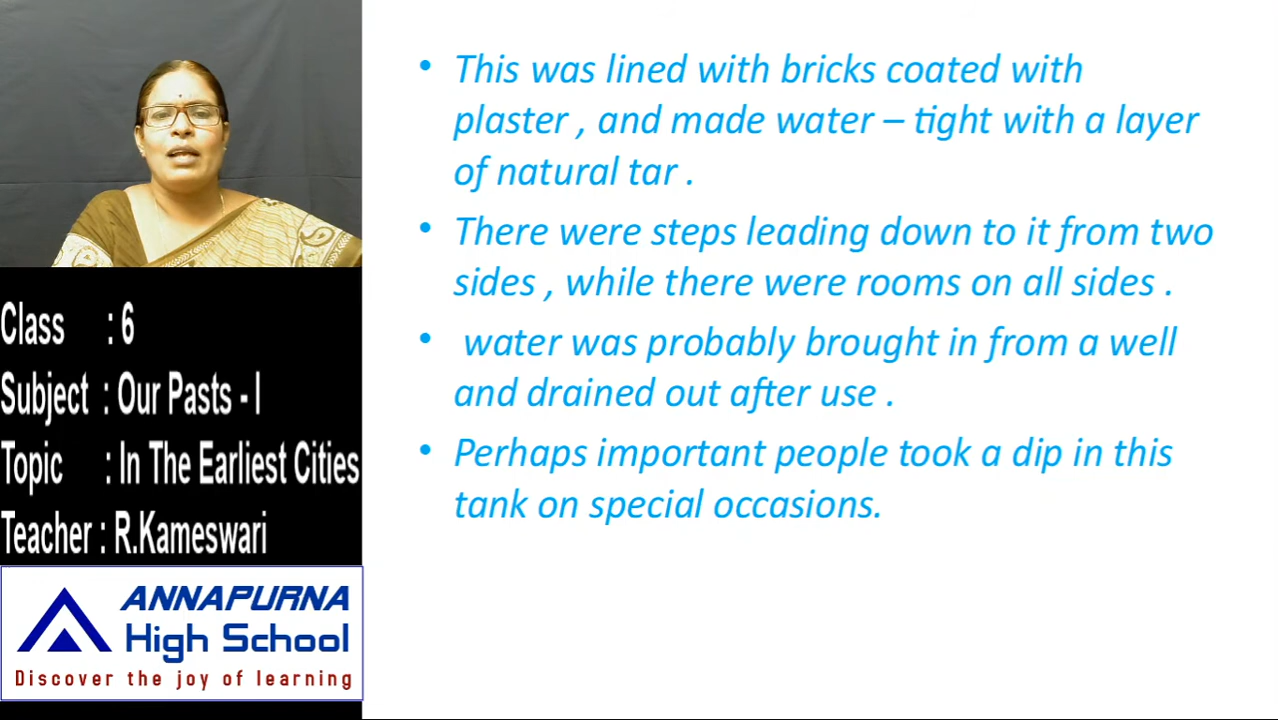 • This was lined with bricks coated with
plaster , and made water – tight with a layer
of natural tar .
• There were steps leading down to it from two
sides , while there were rooms on all sides .
• water was probably brought in from a well
and drained out after use .
• Perhaps important people took a dip in this
tank on special occasions.
Class : 6
Subject : Our Pasts - I
Topic : In The Earliest Cities
Teacher : R.Kameswari
ANNAPURNA
High School
Discover the joy of learning